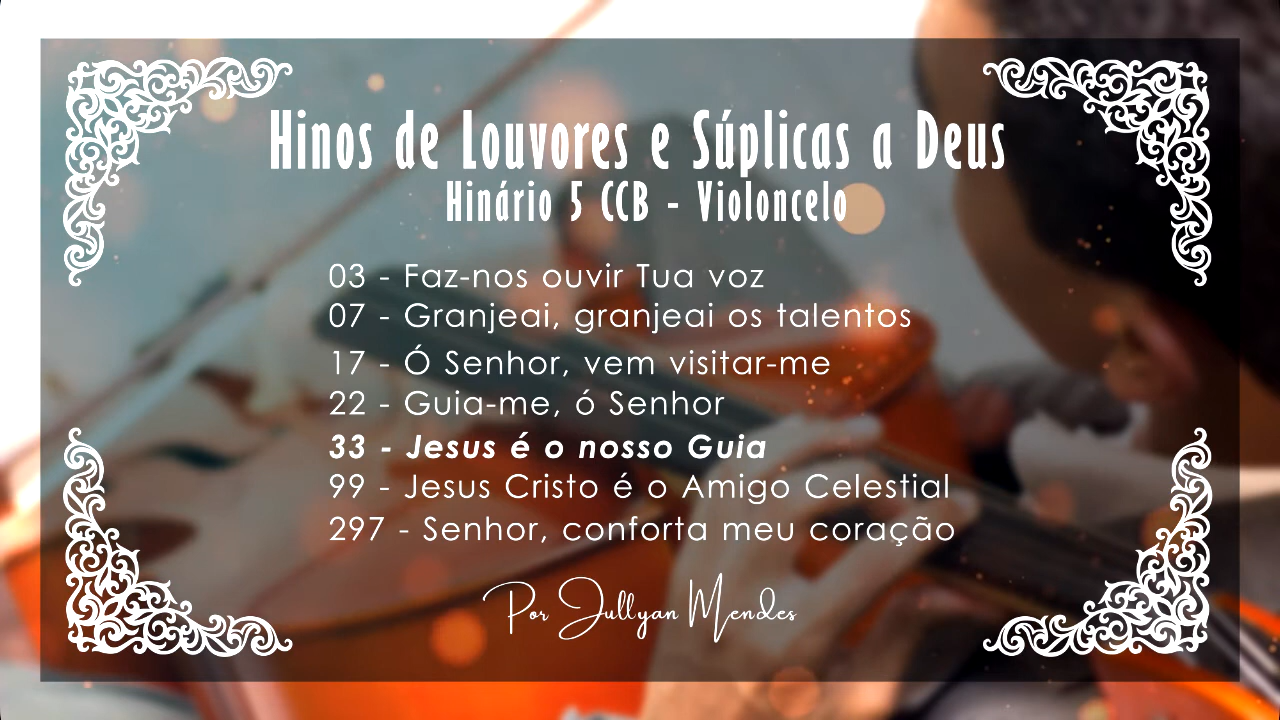 Hinos de Louvores e Súplicas a Deus
Hinário 5 CCB - Violoncelo
03 - Faz-nos ouvir Tua voz
07 - Granjeai, granjeai os talentos
17 - Ó Senhor, vem visitar-me
22 - Guia-me, ó Senhor
33 - Jesus é o nosso Guia
99 - Jesus Cristo é o Amigo Celestial
297 - Senhor, conforta meu coração
Por Jullyan Mendes